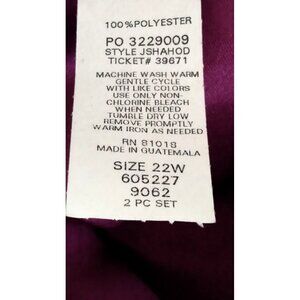 100%POLYESTER
PO 3229009
STYLE JSHAHOD
TICKET# 39671
MACHINE WASH WARM
GENTLE CYCLE
WITH LIKE COLORS
USE ONLY NON-
CHLORINE BLEACH
WHEN NEEDED
TUMBLE DRY LOW
REMOVE PROMPTLY
WARM IRON AS NEEDED
RN 81018
MADE IN GUATEMALA
SIZE 22W
605227
9062
2 PC SET